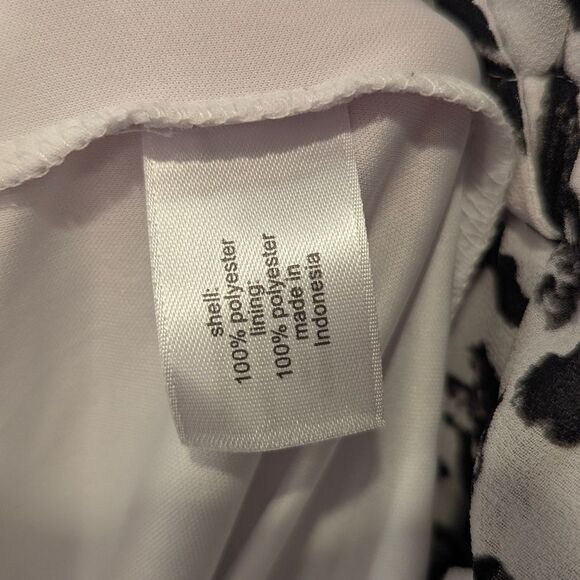 shell:
100% polyester
lining:
100% polyester
made in
Indonesia